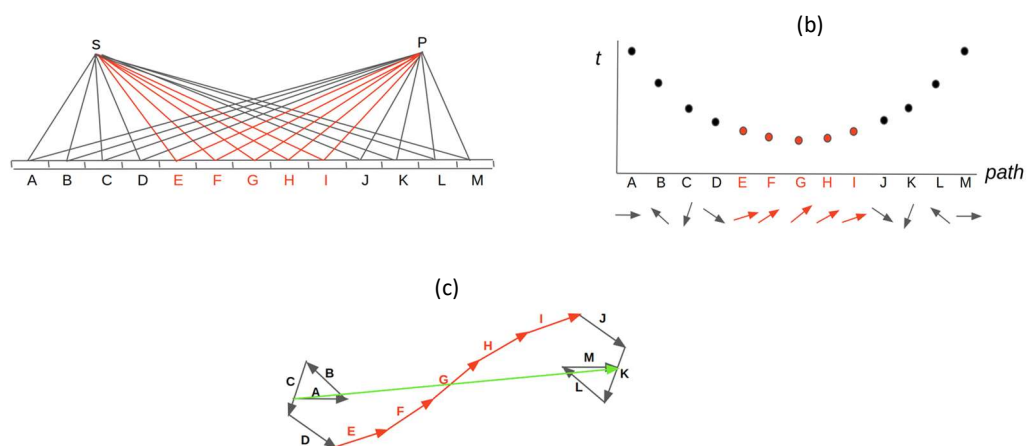 S P
A B C D E F G H I J K L M
(b)
t
A B C D E F G H I J K L M
path
(c)
A
B
C
D
E
F
G
H
I
J
K
L
M